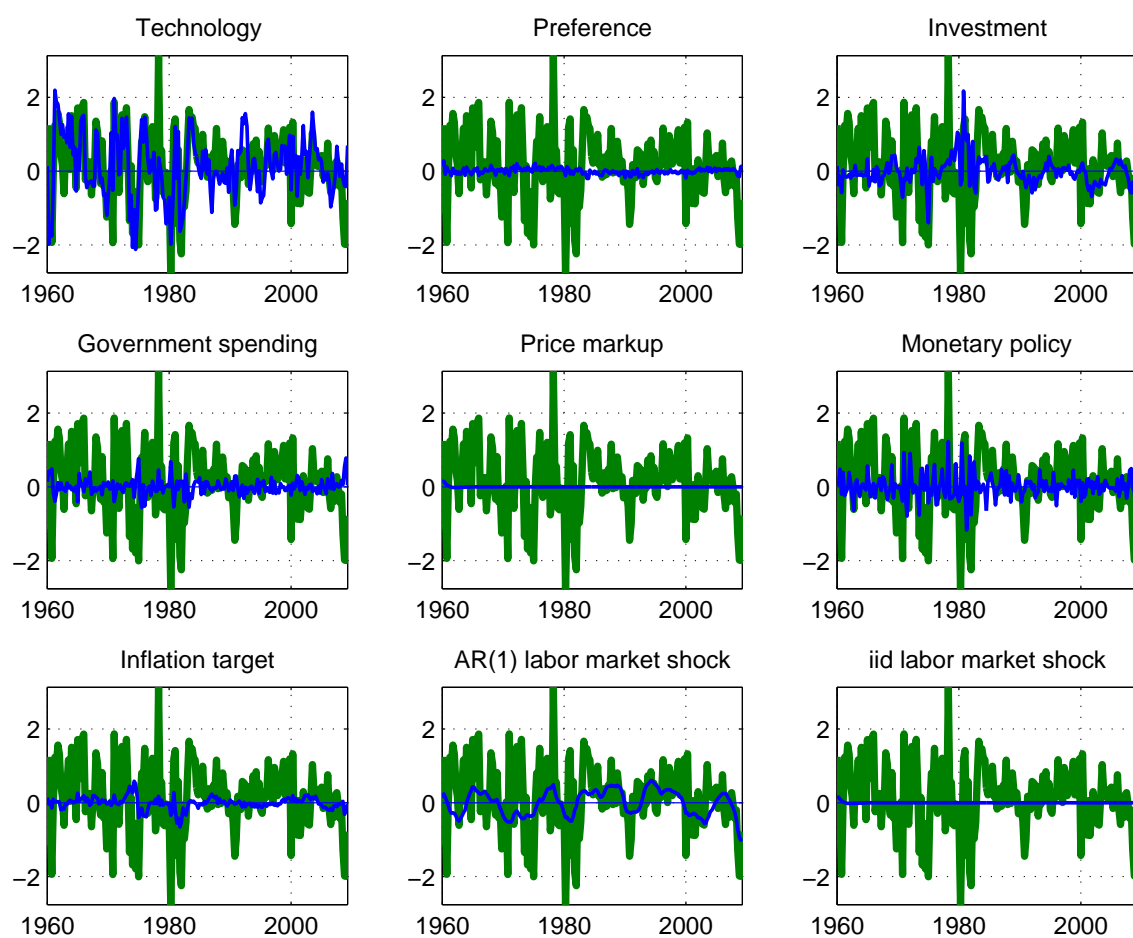 Technology
Preference
Investment
2
0
−2
1960 1980 2000
2
0
−2
1960 1980 2000
2
0
−2
1960 1980 2000
Government spending
Price markup
Monetary policy
2
0
−2
1960 1980 2000
2
0
−2
1960 1980 2000
2
0
−2
1960 1980 2000
Inflation target
AR(1) labor market shock
iid labor market shock
2
0
−2
1960 1980 2000
2
0
−2
1960 1980 2000
2
0
−2
1960 1980 2000